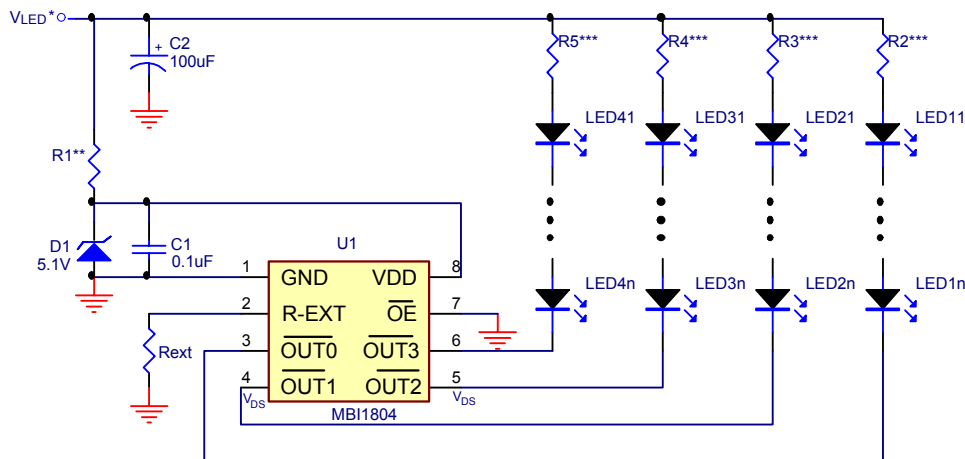 VLED*
C2
100uF
+
R5***
R4***
R3***
R2***
LED41
LED31
LED21
LED11
R1**
D1
5.1V
C1
0.1uF
U1
1
GND
VDD
8
2
R-EXT
OE
7
3
OUT0
OUT3
6
4
OUT1
OUT2
5
VDS
VDS
MBI1804
Rext
LED4n
LED3n
LED2n
LED1n